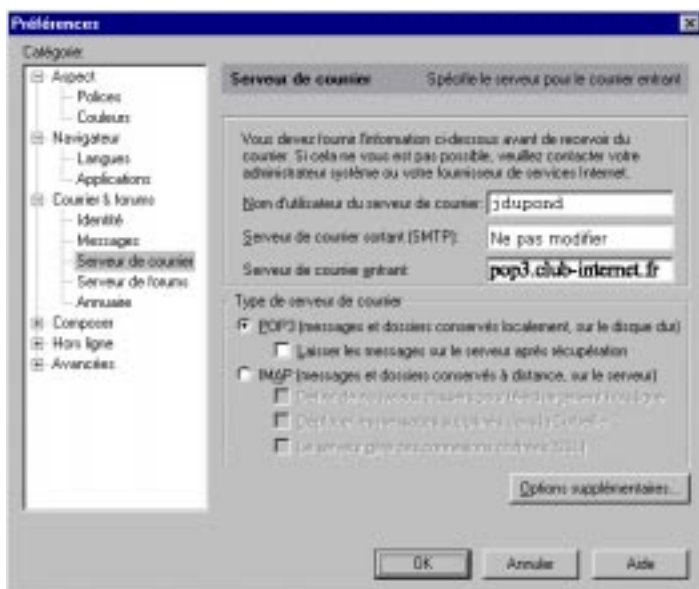 Préférences
Catégorie:
Aspect
Polices
Couleurs
Navigateur
Langues
Applications
Courrier & forums
Identité
Messages
Serveur de courrier
Serveur de forums
Annuaire
Composer
Hors ligne
Avancées
Serveur de courrier Spécifie le serveur pour le courrier entrant
Vous devez fournir l'information ci-dessous avant de recevoir du
courrier. Si cela ne vous est pas possible, veuillez contacter votre
administrateur système ou votre fournisseur de services Internet.
Nom d'utilisateur du serveur de courrier: jdupond
Serveur de courrier sortant (SMTP): Ne pas modifier
Serveur de courrier entrant: pop3.club-internet.fr
Type de serveur de courrier
POP3 (messages et dossiers conservés localement, sur le disque dur)
Laisser les messages sur le serveur après récupération
IMAP (messages et dossiers conservés à distance, sur le serveur)
Options supplémentaires...
OK Annuler Aide